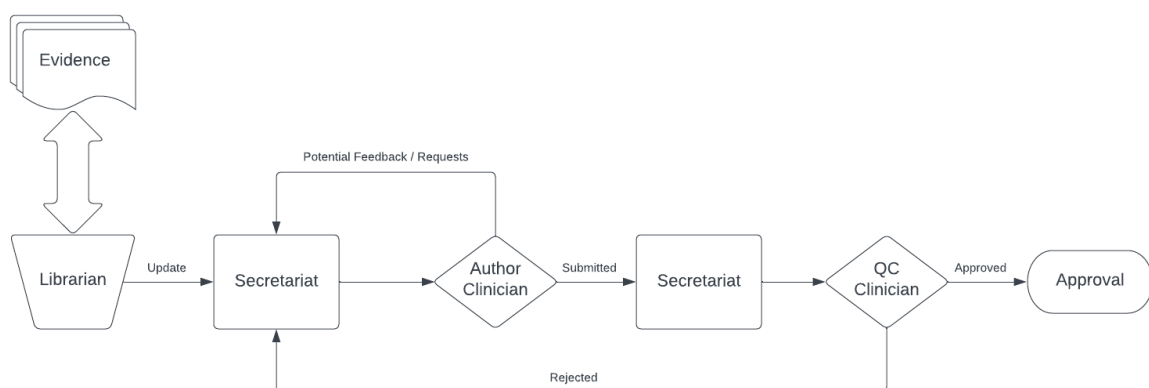 Evidence
Potential Feedback / Requests
Librarian
Update
Secretariat
Author
Clinician
Submitted
Secretariat
QC
Clinician
Approved
Approval
Rejected